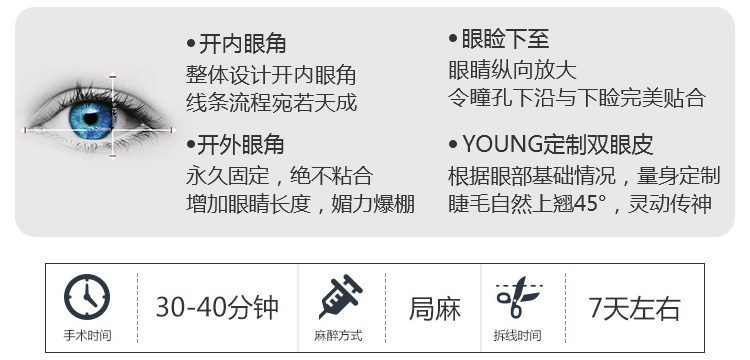 •开内眼角
整体设计开内眼角
线条流程宛若天成
•开外眼角
永久固定，绝不粘合
增加眼睛长度，媚力爆棚
•眼睑下至
眼睛纵向放大
令瞳孔下沿与下睑完美贴合
•YOUNG定制双眼皮
根据眼部基础情况，量身定制
睫毛自然上翘45°，灵动传神
手术时间
30-40分钟
麻醉方式
局麻
拆线时间
7天左右